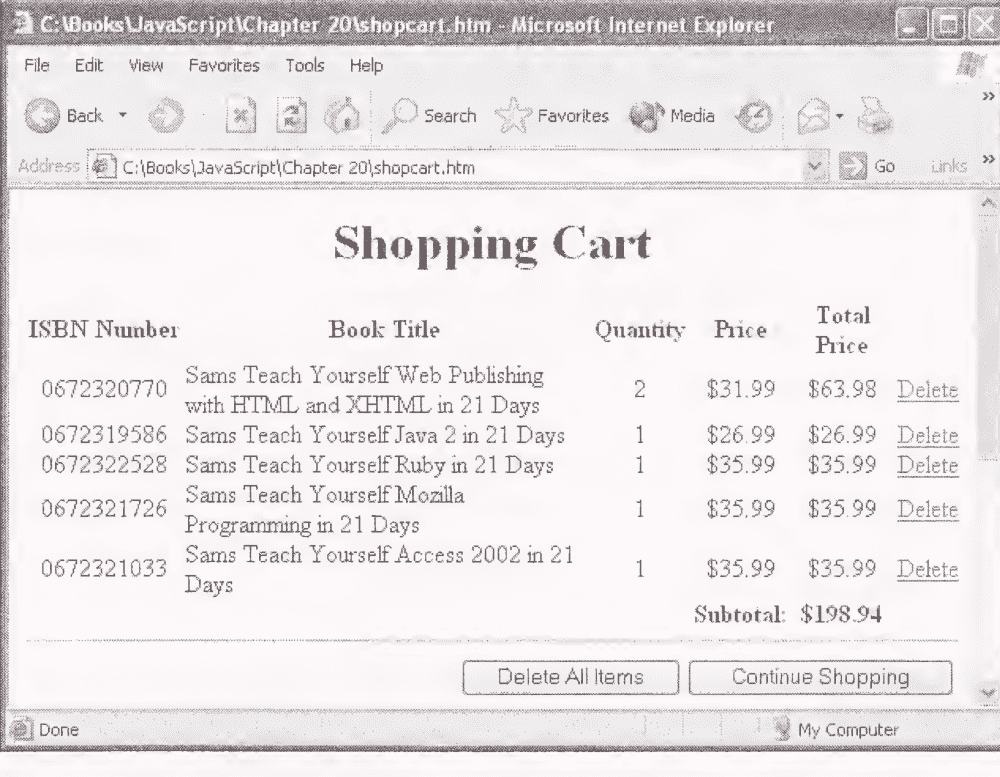 C:\Books\JavaScript\Chapter 20\shopcart.htm - Microsoft Internet Explorer
File Edit View Favorites Tools Help
Back Search Favorites Media »
Address C:\Books\JavaScript\Chapter 20\shopcart.htm Go Links »
Shopping Cart
ISBN Number Book Title Quantity Price Total Price
0672320770 Sams Teach Yourself Web Publishing with HTML and XHTML in 21 Days 2 $31.99 $63.98 Delete
0672319586 Sams Teach Yourself Java 2 in 21 Days 1 $26.99 $26.99 Delete
0672322528 Sams Teach Yourself Ruby in 21 Days 1 $35.99 $35.99 Delete
0672321726 Sams Teach Yourself Mozilla Programming in 21 Days 1 $35.99 $35.99 Delete
0672321033 Sams Teach Yourself Access 2002 in 21 Days 1 $35.99 $35.99 Delete
Subtotal: $198.94
Delete All Items Continue Shopping
Done My Computer